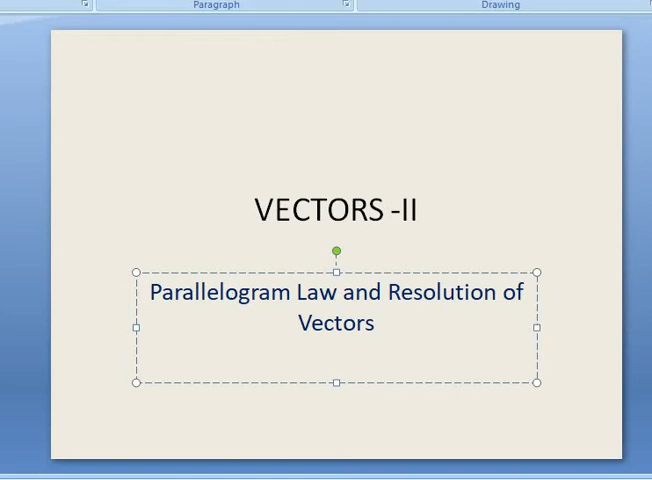 Paragraph
Drawing
VECTORS -II
Parallelogram Law and Resolution of
Vectors